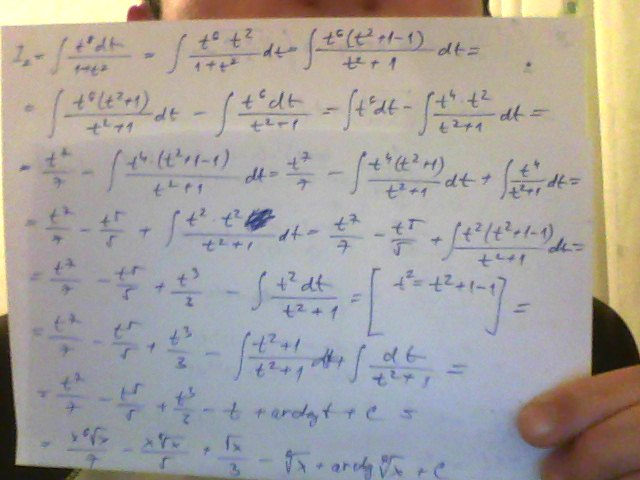 I₂ = ∫ t⁸dt/(1+t²) = ∫ t⁶·t²/(1+t²) dt = ∫ t⁶(t²+1-1)/(t²+1) dt =
= ∫ t⁶(t²+1)/(t²+1) dt - ∫ t⁶dt/(t²+1) = ∫t⁶dt - ∫ t⁴·t²/(t²+1) dt =
= t⁷/7 - ∫ t⁴·(t²+1-1)/(t²+1) dt = t⁷/7 - ∫ t⁴(t²+1)/(t²+1) dt + ∫ t⁴/(t²+1) dt =
= t⁷/7 - t⁵/5 + ∫ t²·t²/(t²+1) dt = t⁷/7 - t⁵/5 + ∫ t²(t²+1-1)/(t²+1) dt =
= t⁷/7 - t⁵/5 + t³/3 - ∫ t²dt/(t²+1) = [t² = t²+1-1] =
= t⁷/7 - t⁵/5 + t³/3 - ∫ (t²+1)/(t²+1) dt + ∫ dt/(t²+1) =
= t⁷/7 - t⁵/5 + t³/3 - t + arctg t + C =